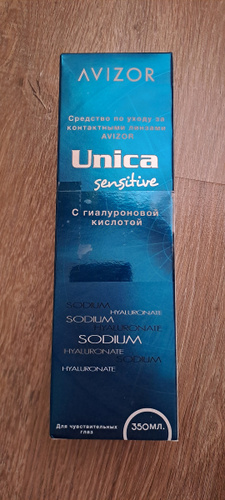 AVIZOR
Средство по уходу за
контактными линзами
AVIZOR
Unica
sensitive
С гиалуроновой
кислотой
SODIUM
HYALURONATE
SODIUM
HYALURONATE
SODIUM
HYALURONATE
SODIUM
HYALURONATE
Для чувствительных
глаз
350МЛ.